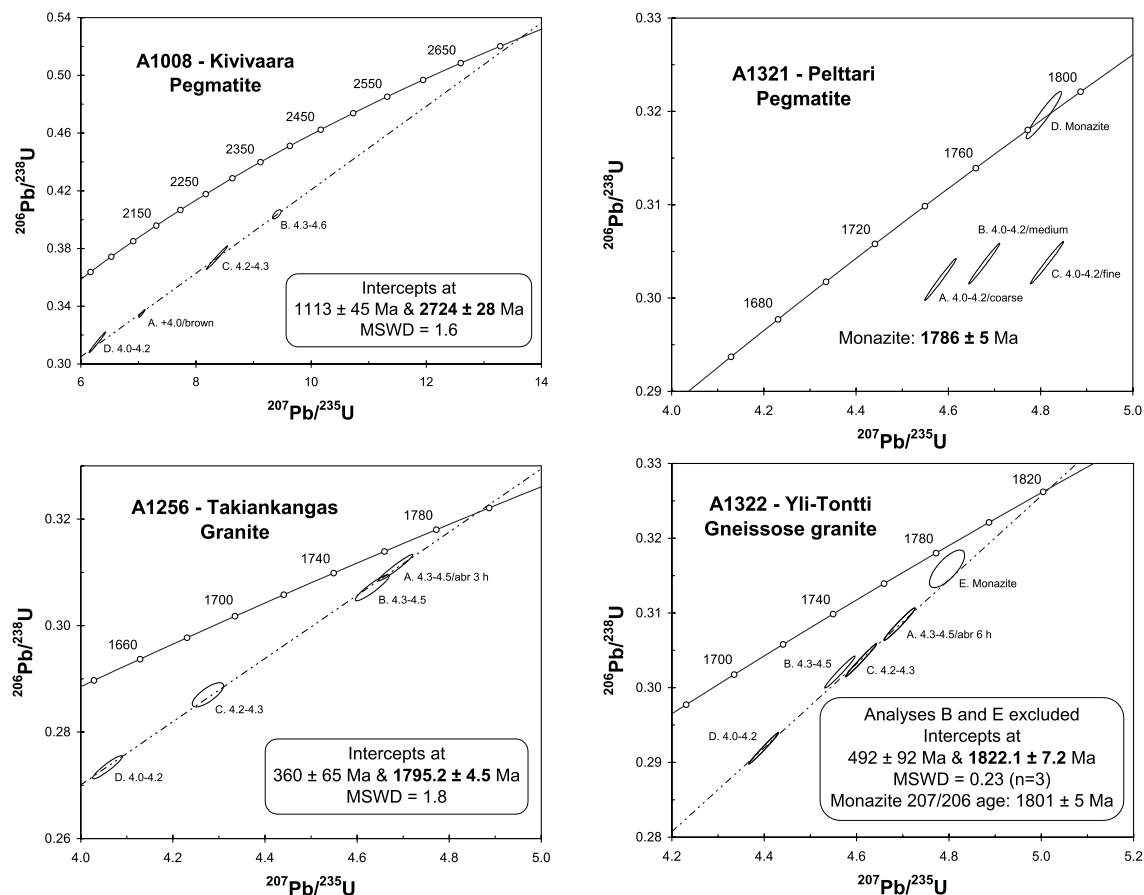 A1008 - Kivivaara
Pegmatite
0.54
0.50
0.46
0.42
0.38
0.34
0.30
206Pb/238U
2650
2550
2450
2350
2250
2150
B. 4.3-4.6
C. 4.2-4.3
A. +4.0/brown
D. 4.0-4.2
Intercepts at
1113 ± 45 Ma & 2724 ± 28 Ma
MSWD = 1.6
6 8 10 12 14
207Pb/235U
A1321 - Pelttari
Pegmatite
0.33
0.32
0.31
0.30
0.29
206Pb/238U
1800
1760
1720
1680
D. Monazite
B. 4.0-4.2/medium
C. 4.0-4.2/fine
A. 4.0-4.2/coarse
Monazite: 1786 ± 5 Ma
4.0 4.2 4.4 4.6 4.8 5.0
207Pb/235U
A1256 - Takiankangas
Granite
0.32
0.30
0.28
0.26
206Pb/238U
1780
1740
1700
1660
A. 4.3-4.5/abr 3 h
B. 4.3-4.5
C. 4.2-4.3
D. 4.0-4.2
Intercepts at
360 ± 65 Ma & 1795.2 ± 4.5 Ma
MSWD = 1.8
4.0 4.2 4.4 4.6 4.8 5.0
207Pb/235U
A1322 - Yli-Tontti
Gneissose granite
0.33
0.32
0.31
0.30
0.29
0.28
206Pb/238U
1820
1780
1740
1700
E. Monazite
A. 4.3-4.5/abr 6 h
B. 4.3-4.5
C. 4.2-4.3
D. 4.0-4.2
Analyses B and E excluded
Intercepts at
492 ± 92 Ma & 1822.1 ± 7.2 Ma
MSWD = 0.23 (n=3)
Monazite 207/206 age: 1801 ± 5 Ma
4.2 4.4 4.6 4.8 5.0 5.2
207Pb/235U